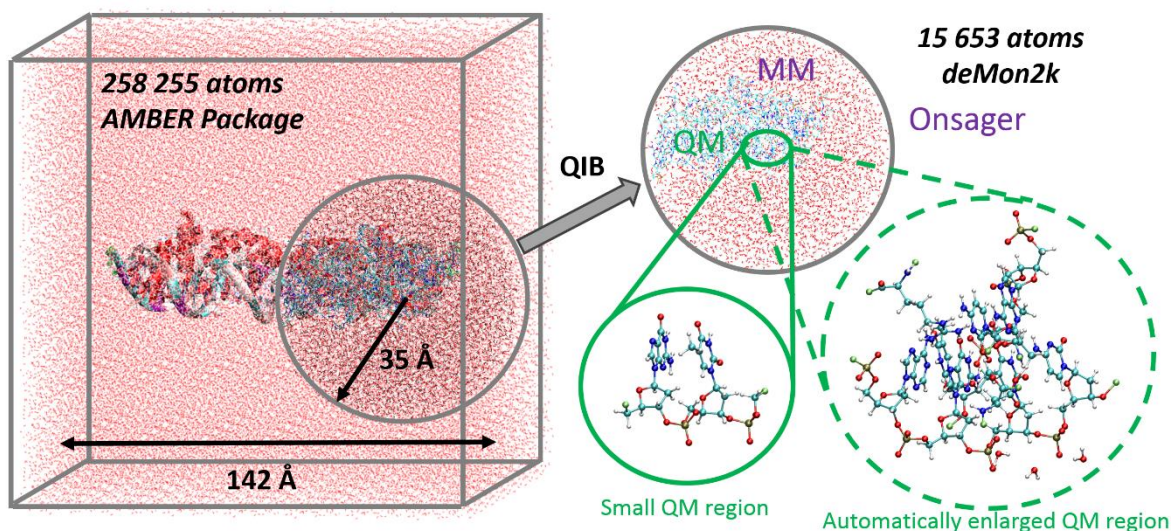 258 255 atoms
AMBER Package
35 Å
142 Å
QIB
MM
QM
15 653 atoms
deMon2k
Onsager
Small QM region
Automatically enlarged QM region